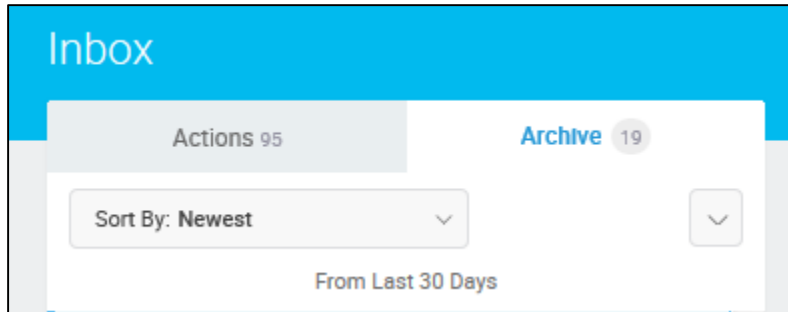 Inbox
Actions 95
Archive 19
Sort By: Newest
From Last 30 Days